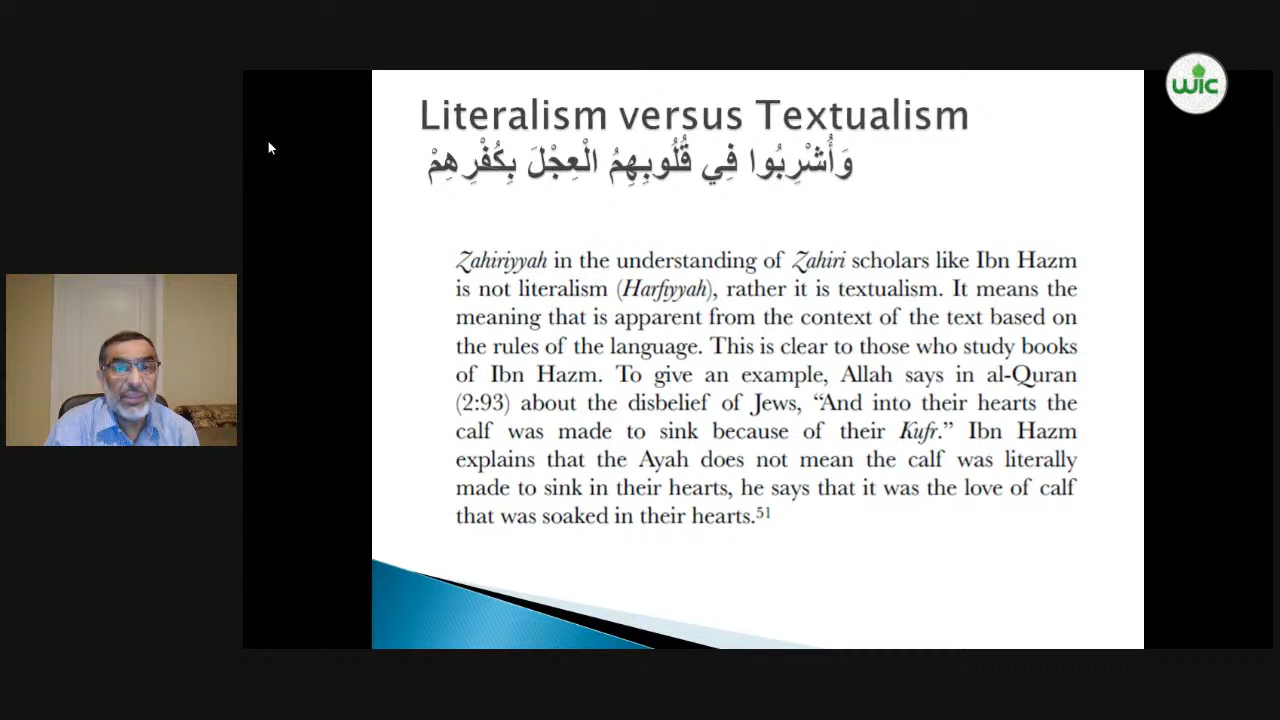 WIC
Literalism versus Textualism
وَأُشْرِبُوا فِي قُلُوبِهِمُ الْعِجْلَ بِكُفْرِهِمْ
Zahiriyyah in the understanding of Zahiri scholars like Ibn Hazm
is not literalism (Harfiyyah), rather it is textualism. It means the
meaning that is apparent from the context of the text based on
the rules of the language. This is clear to those who study books
of Ibn Hazm. To give an example, Allah says in al-Quran
(2:93) about the disbelief of Jews, “And into their hearts the
calf was made to sink because of their Kufr.” Ibn Hazm
explains that the Ayah does not mean the calf was literally
made to sink in their hearts, he says that it was the love of calf
that was soaked in their hearts.51